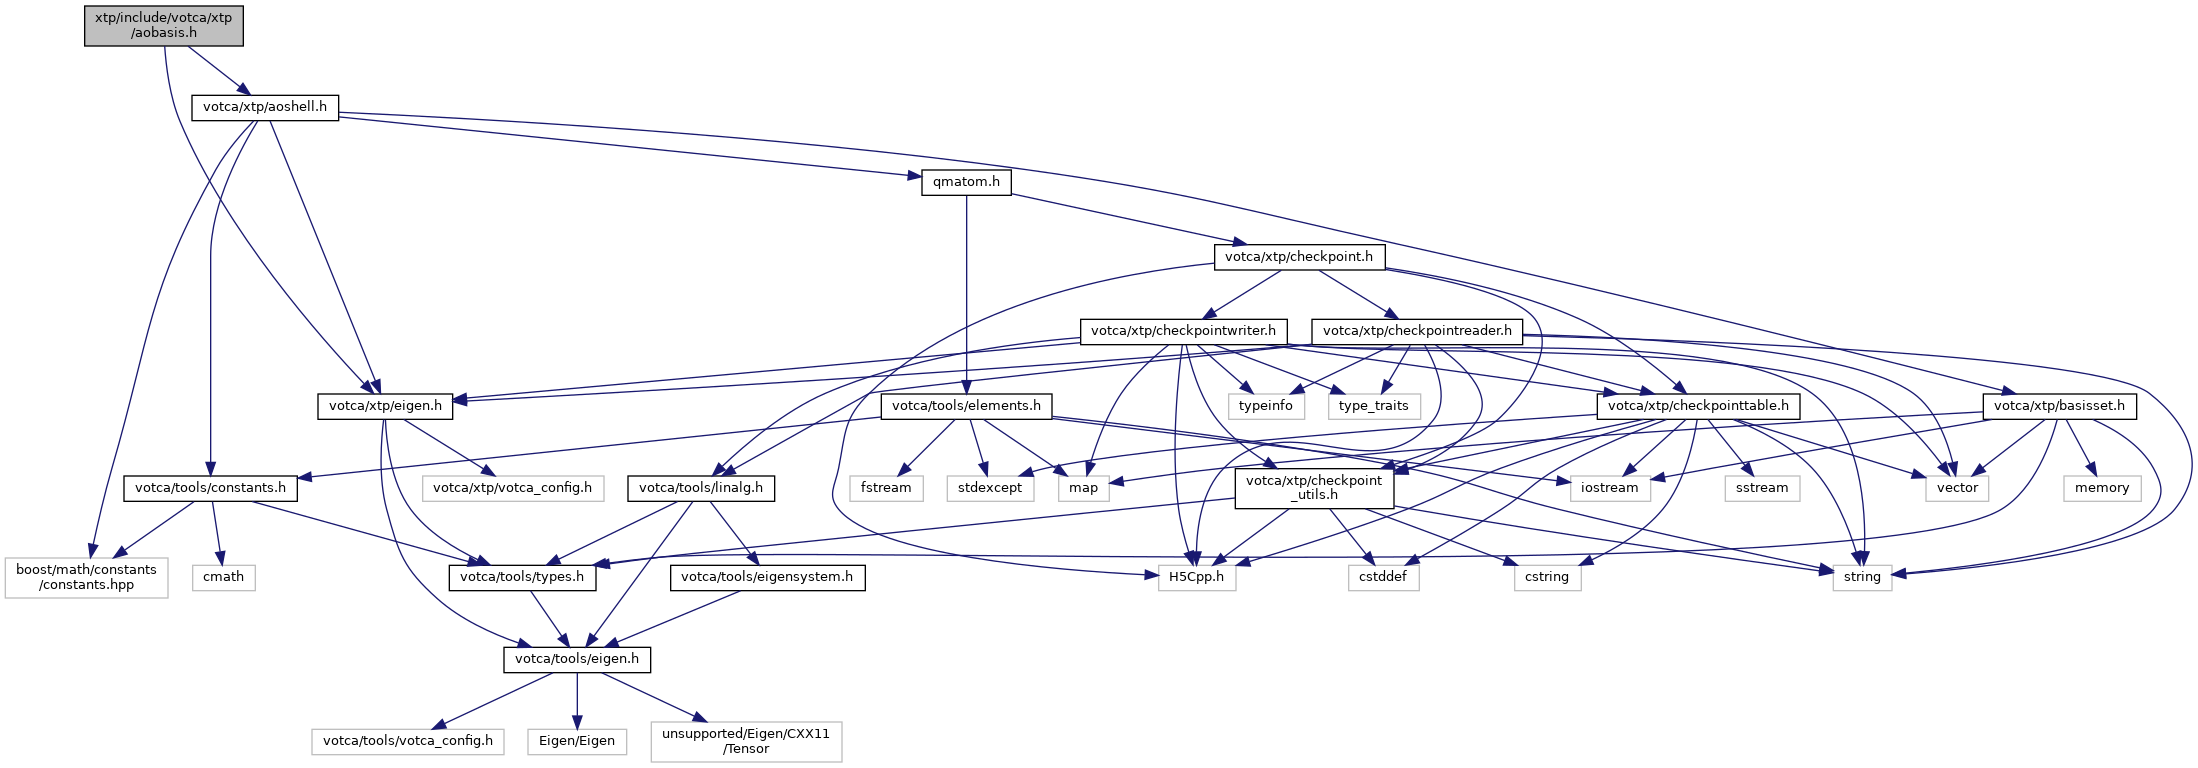 xtp/include/votca/xtp
/aobasis.h
votca/xtp/aoshell.h
qmatom.h
votca/xtp/checkpoint.h
votca/xtp/checkpointwriter.h
votca/xtp/checkpointreader.h
votca/xtp/eigen.h
votca/tools/elements.h
typeinfo
type_traits
votca/xtp/checkpointtable.h
votca/xtp/basisset.h
votca/tools/constants.h
votca/xtp/votca_config.h
votca/tools/linalg.h
fstream
stdexcept
map
votca/xtp/checkpoint
_utils.h
iostream
sstream
vector
memory
boost/math/constants
/constants.hpp
cmath
votca/tools/types.h
votca/tools/eigensystem.h
H5Cpp.h
cstddef
cstring
string
votca/tools/eigen.h
votca/tools/votca_config.h
Eigen/Eigen
unsupported/Eigen/CXX11
/Tensor